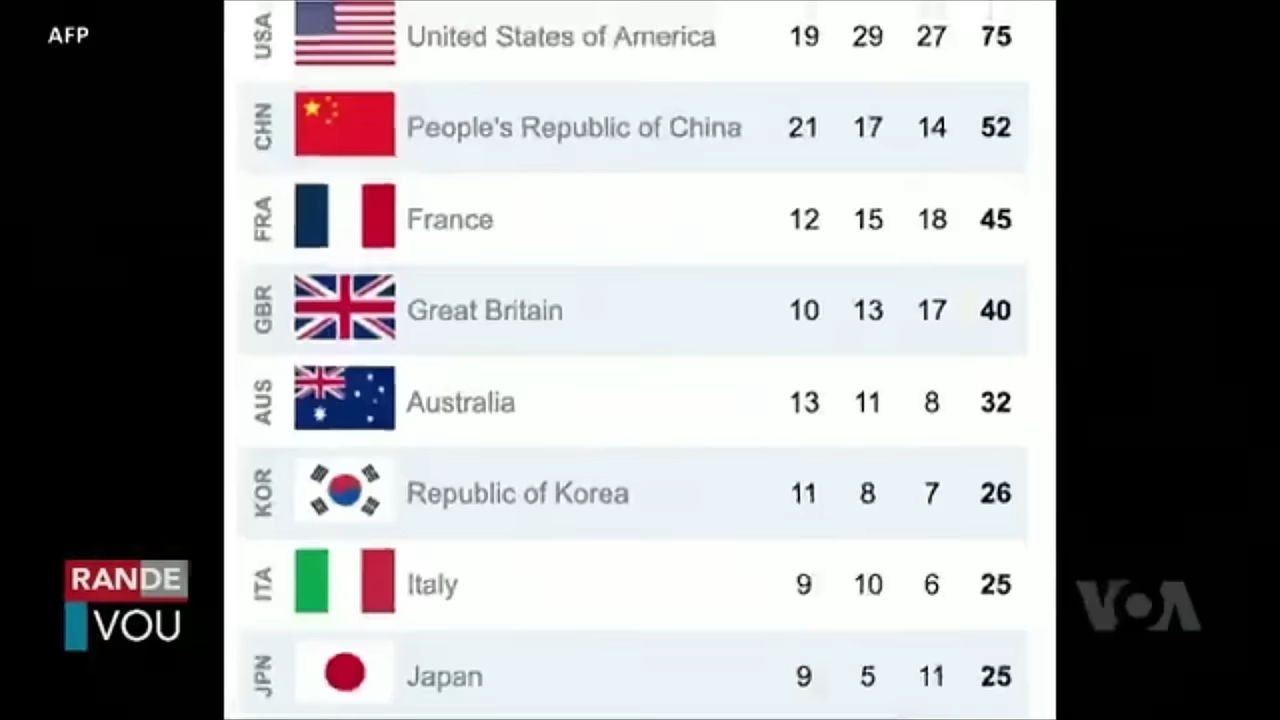 AFP
USA United States of America 19 29 27 75
CHN People's Republic of China 21 17 14 52
FRA France 12 15 18 45
GBR Great Britain 10 13 17 40
AUS Australia 13 11 8 32
KOR Republic of Korea 11 8 7 26
ITA Italy 9 10 6 25
JPN Japan 9 5 11 25
RANDE
VOU
VOA